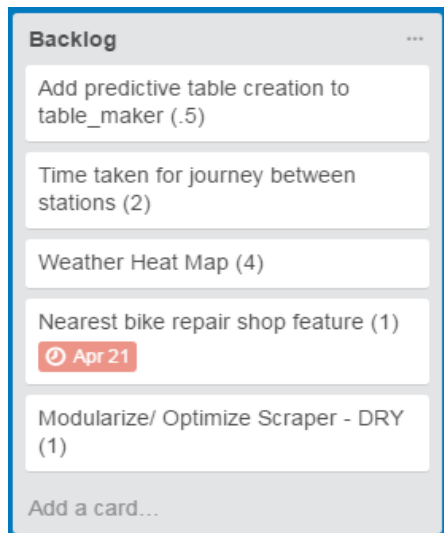 Backlog
Add predictive table creation to
table_maker (.5)
Time taken for journey between
stations (2)
Weather Heat Map (4)
Nearest bike repair shop feature (1)
Apr 21
Modularize/ Optimize Scraper - DRY
(1)
Add a card...